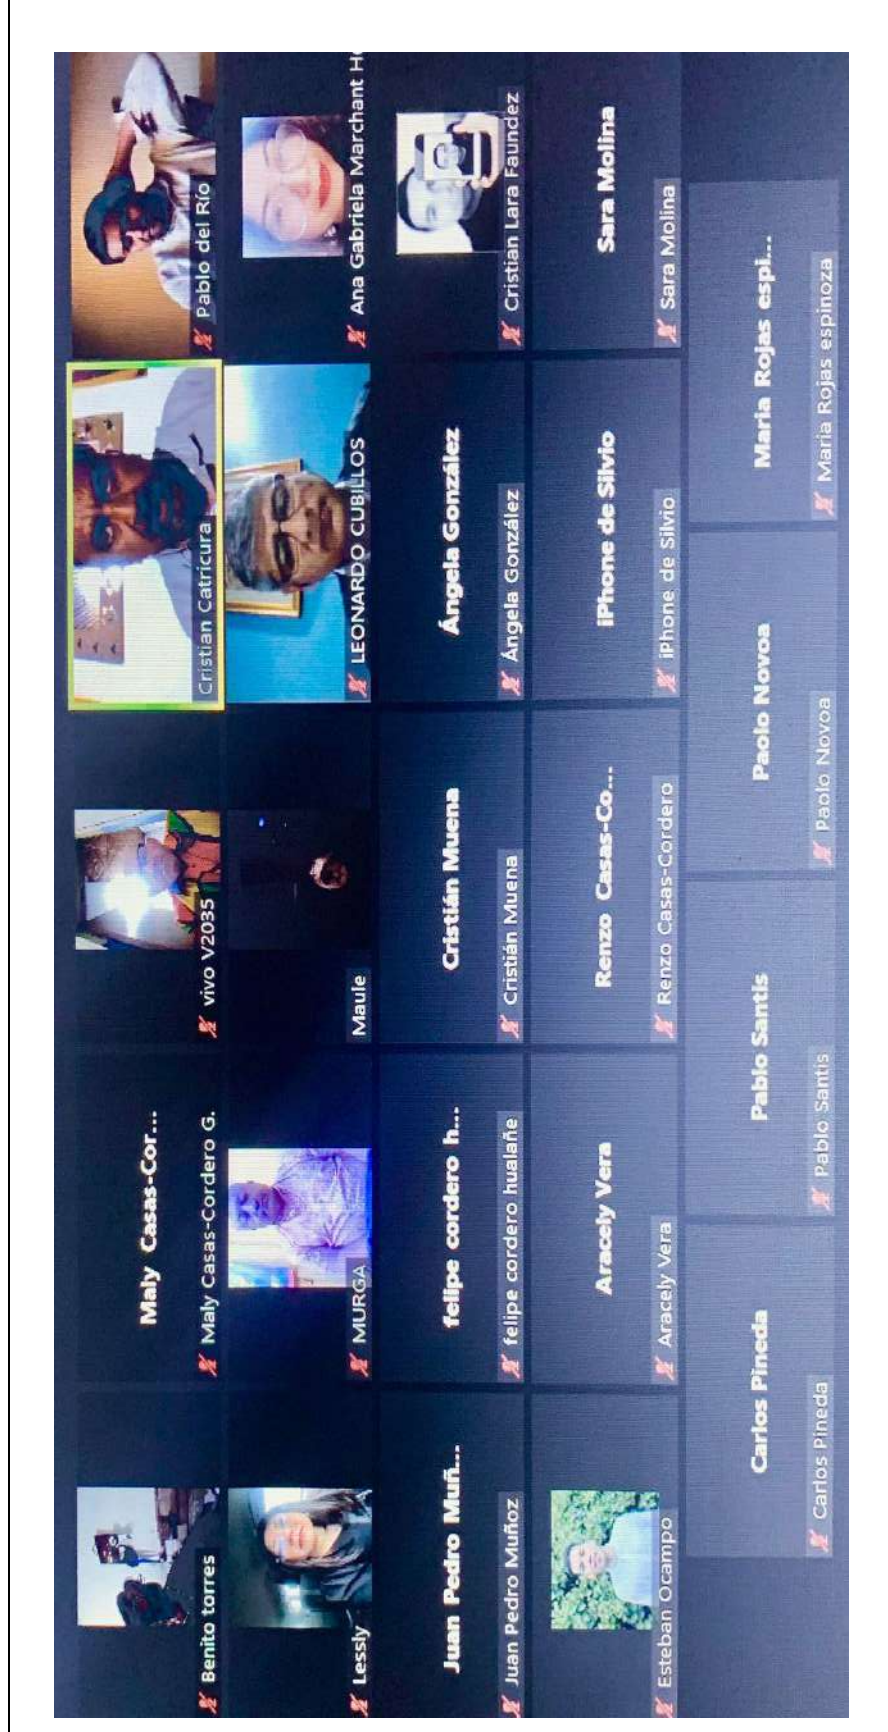 Maly Casas-Cor...
Benito torres
Maly Casas-Cordero G.
vivo V2035
Cristian Catricura
Pablo del Río
Lessly
MURGA
Maule
LEONARDO CUBILLOS
Ana Gabriela Marchant
Juan Pedro Muñ...
felipe cordero h...
Cristián Muena
Ángela González
Juan Pedro Muñoz
felipe cordero hualañe
Cristián Muena
Ángela González
Cristian Lara Faundez
Aracely Vera
Renzo Casas-Co...
iPhone de Silvio
Sara Molina
Esteban Ocampo
Aracely Vera
Renzo Casas-Cordero
iPhone de Silvio
Sara Molina
Carlos Pineda
Pablo Santis
Paolo Novoa
Maria Rojas espi...
Carlos Pineda
Pablo Santis
Paolo Novoa
Maria Rojas espinoza